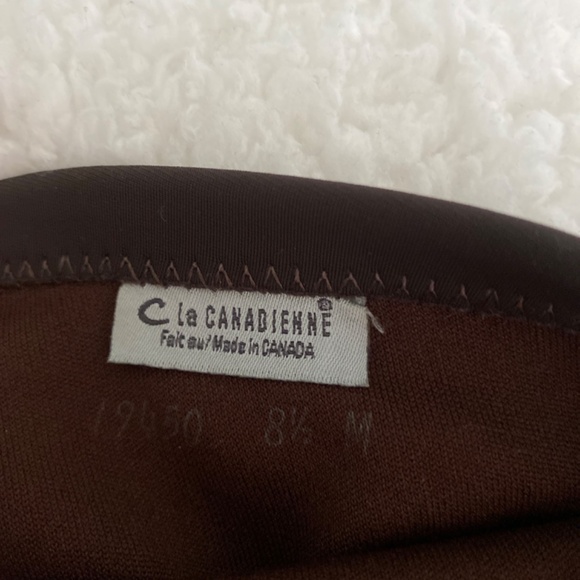 C la CANADIENNE®
Fait au/Made in CANADA
19450 8½ M